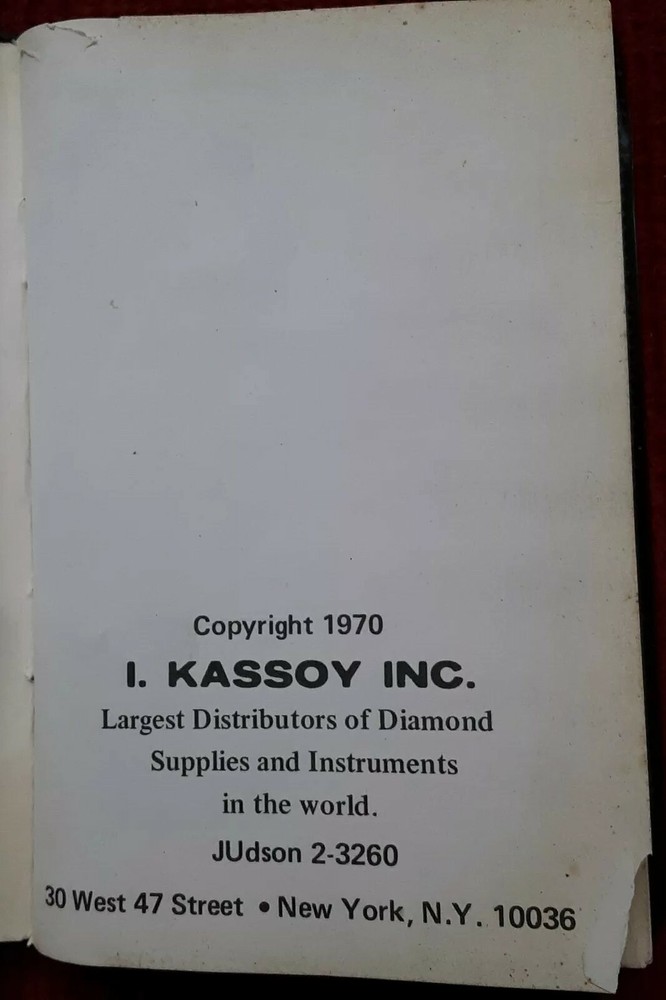 Copyright 1970
I. KASSOY INC.
Largest Distributors of Diamond
Supplies and Instruments
in the world.
JUdson 2-3260
30 West 47 Street • New York, N.Y. 10036